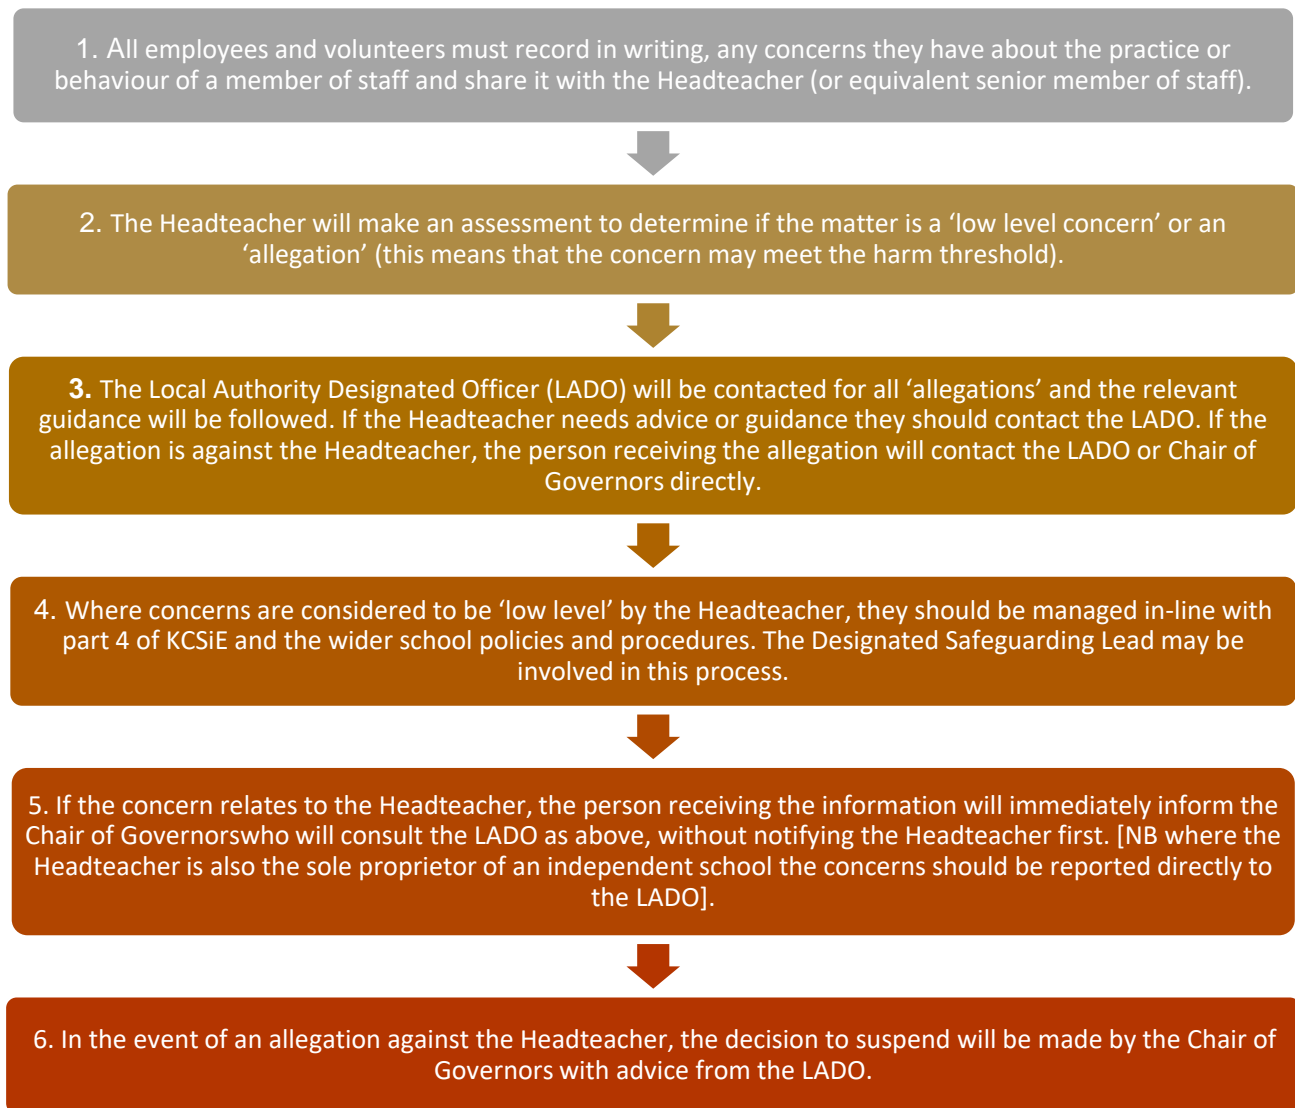 1. All employees and volunteers must record in writing, any concerns they have about the practice or
behaviour of a member of staff and share it with the Headteacher (or equivalent senior member of staff).
2. The Headteacher will make an assessment to determine if the matter is a ‘low level concern’ or an
‘allegation’ (this means that the concern may meet the harm threshold).
3. The Local Authority Designated Officer (LADO) will be contacted for all ‘allegations’ and the relevant
guidance will be followed. If the Headteacher needs advice or guidance they should contact the LADO. If the
allegation is against the Headteacher, the person receiving the allegation will contact the LADO or Chair of
Governors directly.
4. Where concerns are considered to be ‘low level’ by the Headteacher, they should be managed in-line with
part 4 of KCSiE and the wider school policies and procedures. The Designated Safeguarding Lead may be
involved in this process.
5. If the concern relates to the Headteacher, the person receiving the information will immediately inform the
Chair of Governorswho will consult the LADO as above, without notifying the Headteacher first. [NB where the
Headteacher is also the sole proprietor of an independent school the concerns should be reported directly to
the LADO].
6. In the event of an allegation against the Headteacher, the decision to suspend will be made by the Chair of
Governors with advice from the LADO.